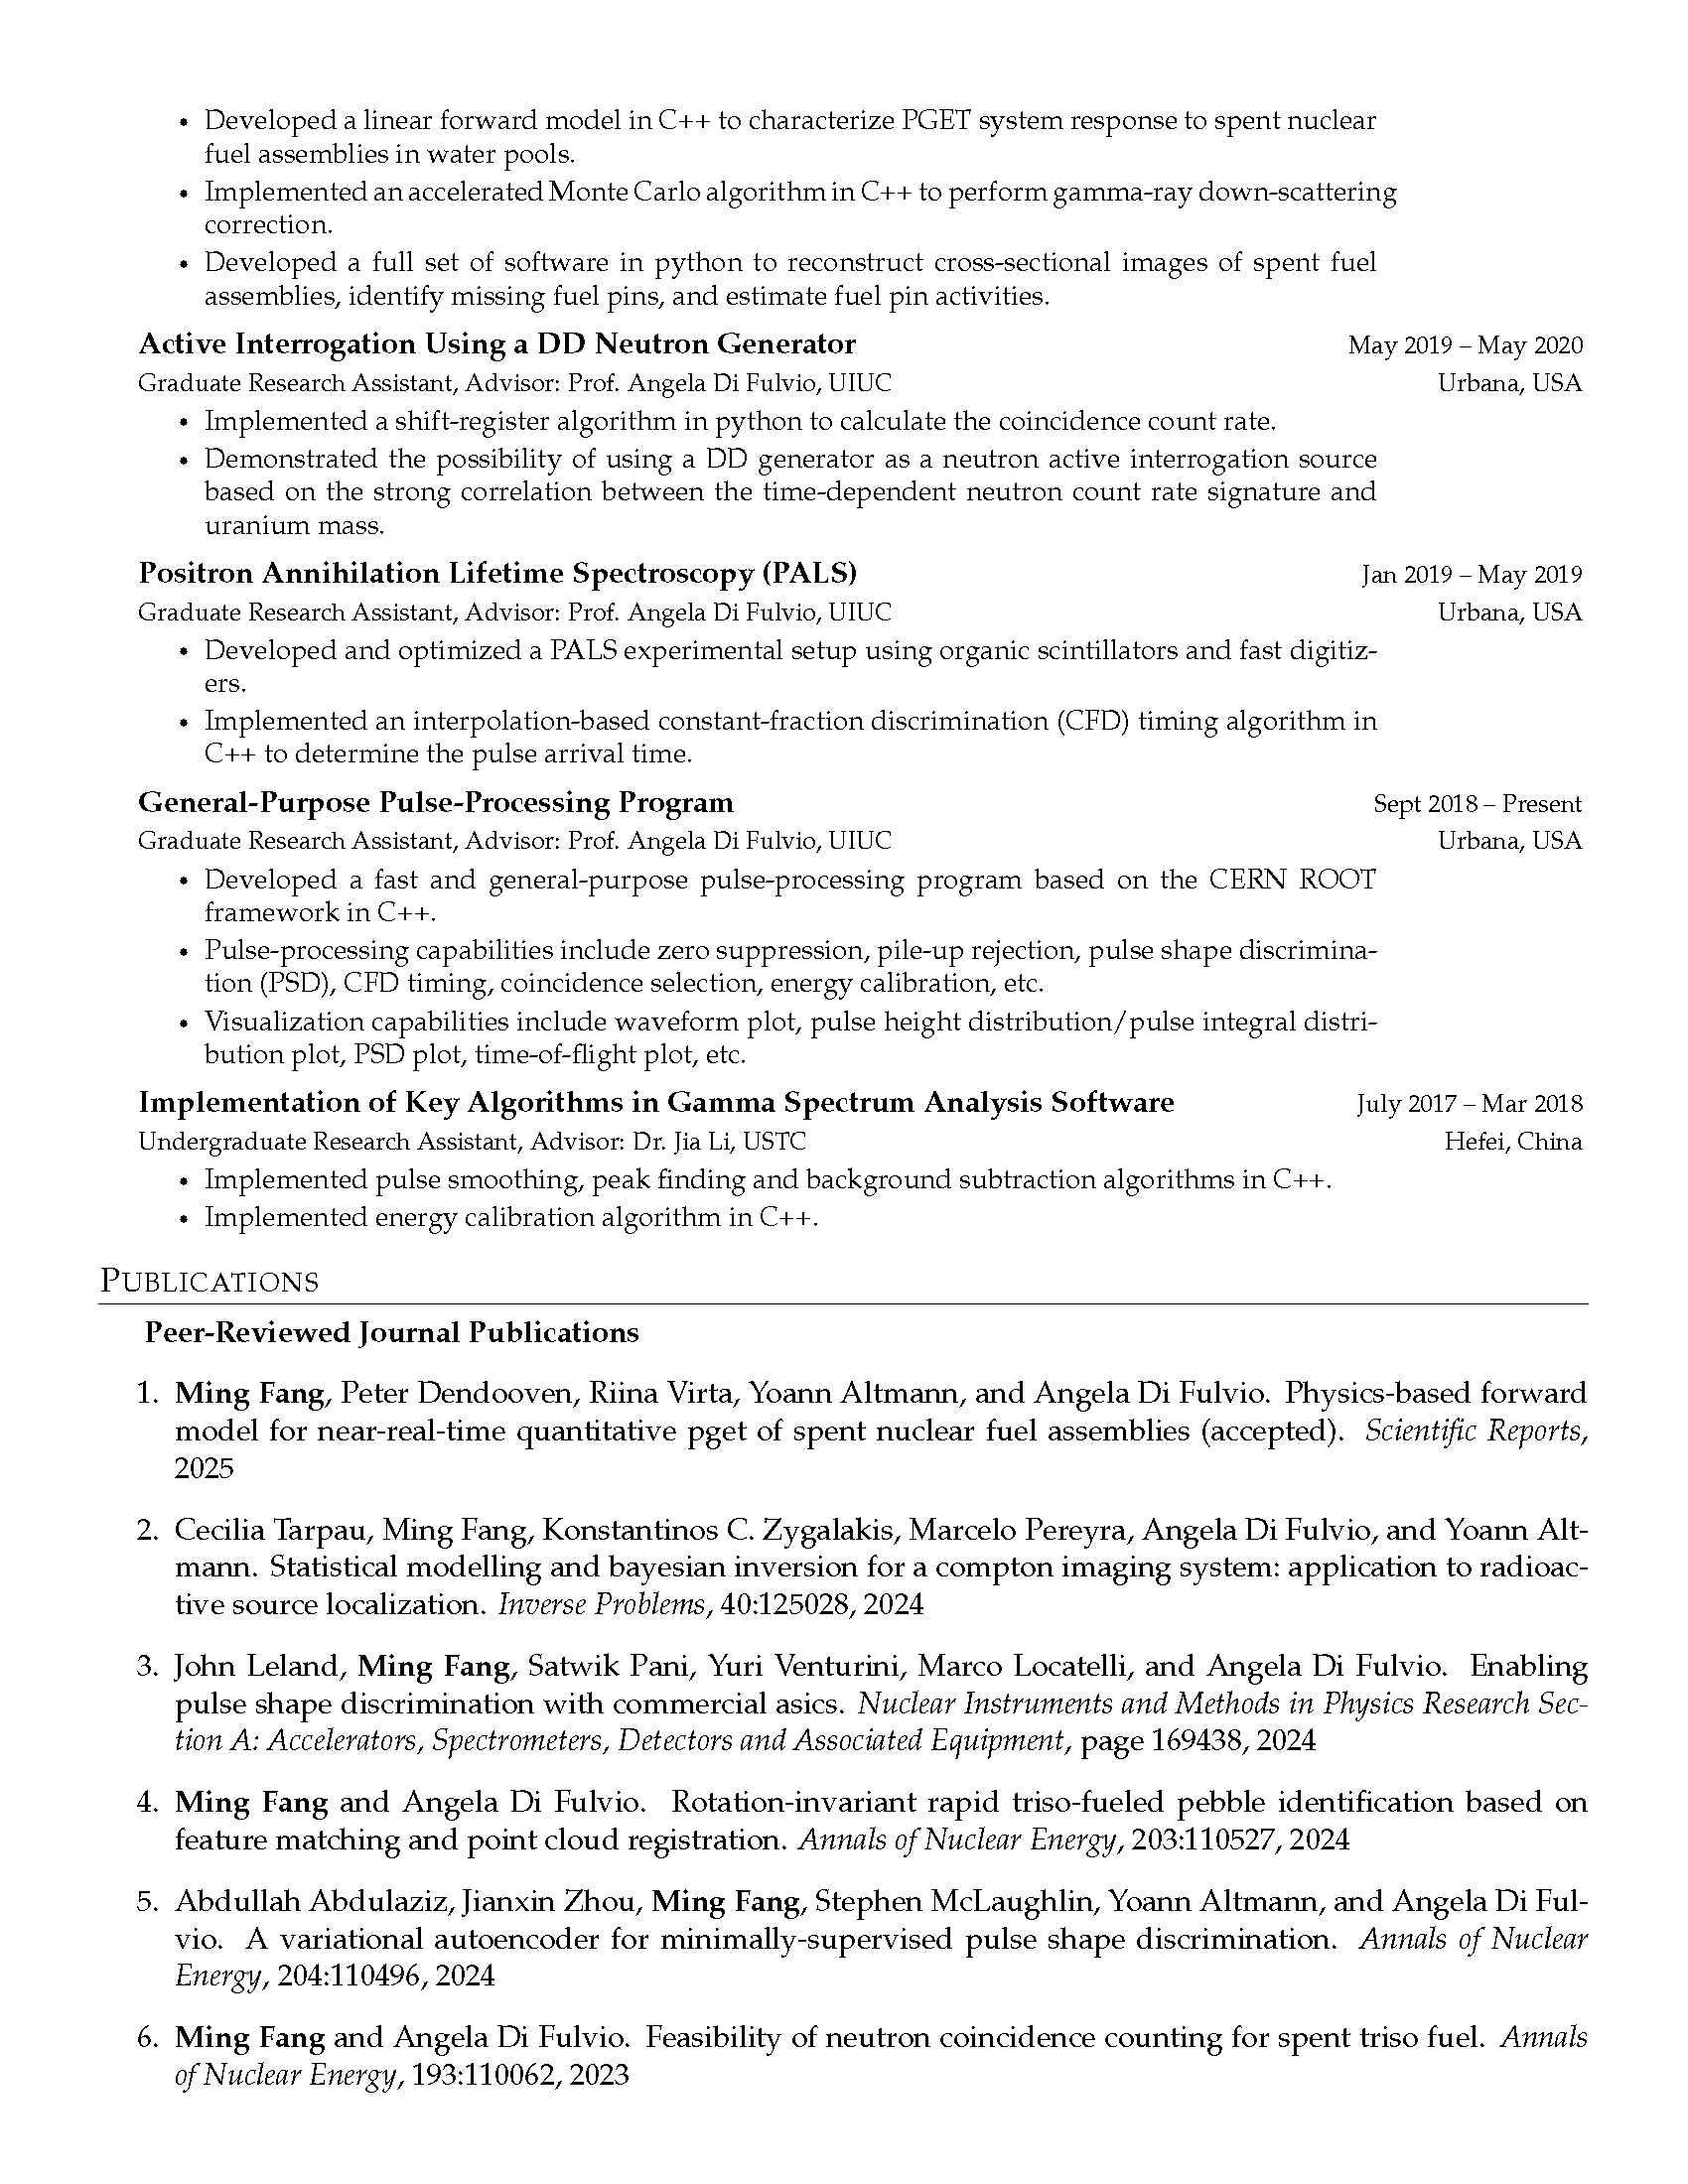 • Developed a linear forward model in C++ to characterize PGET system response to spent nuclear
fuel assemblies in water pools.
• Implemented an accelerated Monte Carlo algorithm in C++ to perform gamma-ray down-scattering
correction.
• Developed a full set of software in python to reconstruct cross-sectional images of spent fuel
assemblies, identify missing fuel pins, and estimate fuel pin activities.
Active Interrogation Using a DD Neutron Generator May 2019 – May 2020
Graduate Research Assistant, Advisor: Prof. Angela Di Fulvio, UIUC Urbana, USA
• Implemented a shift-register algorithm in python to calculate the coincidence count rate.
• Demonstrated the possibility of using a DD generator as a neutron active interrogation source
based on the strong correlation between the time-dependent neutron count rate signature and
uranium mass.
Positron Annihilation Lifetime Spectroscopy (PALS) Jan 2019 – May 2019
Graduate Research Assistant, Advisor: Prof. Angela Di Fulvio, UIUC Urbana, USA
• Developed and optimized a PALS experimental setup using organic scintillators and fast digitiz-
ers.
• Implemented an interpolation-based constant-fraction discrimination (CFD) timing algorithm in
C++ to determine the pulse arrival time.
General-Purpose Pulse-Processing Program Sept 2018 – Present
Graduate Research Assistant, Advisor: Prof. Angela Di Fulvio, UIUC Urbana, USA
• Developed a fast and general-purpose pulse-processing program based on the CERN ROOT
framework in C++.
• Pulse-processing capabilities include zero suppression, pile-up rejection, pulse shape discrimina-
tion (PSD), CFD timing, coincidence selection, energy calibration, etc.
• Visualization capabilities include waveform plot, pulse height distribution/pulse integral distri-
bution plot, PSD plot, time-of-flight plot, etc.
Implementation of Key Algorithms in Gamma Spectrum Analysis Software July 2017 – Mar 2018
Undergraduate Research Assistant, Advisor: Dr. Jia Li, USTC Hefei, China
• Implemented pulse smoothing, peak finding and background subtraction algorithms in C++.
• Implemented energy calibration algorithm in C++.
PUBLICATIONS
Peer-Reviewed Journal Publications
1. Ming Fang, Peter Dendooven, Riina Virta, Yoann Altmann, and Angela Di Fulvio. Physics-based forward
model for near-real-time quantitative pget of spent nuclear fuel assemblies (accepted). Scientific Reports,
2025
2. Cecilia Tarpau, Ming Fang, Konstantinos C. Zygalakis, Marcelo Pereyra, Angela Di Fulvio, and Yoann Alt-
mann. Statistical modelling and bayesian inversion for a compton imaging system: application to radioac-
tive source localization. Inverse Problems, 40:125028, 2024
3. John Leland, Ming Fang, Satwik Pani, Yuri Venturini, Marco Locatelli, and Angela Di Fulvio. Enabling
pulse shape discrimination with commercial asics. Nuclear Instruments and Methods in Physics Research Sec-
tion A: Accelerators, Spectrometers, Detectors and Associated Equipment, page 169438, 2024
4. Ming Fang and Angela Di Fulvio. Rotation-invariant rapid triso-fueled pebble identification based on
feature matching and point cloud registration. Annals of Nuclear Energy, 203:110527, 2024
5. Abdullah Abdulaziz, Jianxin Zhou, Ming Fang, Stephen McLaughlin, Yoann Altmann, and Angela Di Ful-
vio. A variational autoencoder for minimally-supervised pulse shape discrimination. Annals of Nuclear
Energy, 204:110496, 2024
6. Ming Fang and Angela Di Fulvio. Feasibility of neutron coincidence counting for spent triso fuel. Annals
of Nuclear Energy, 193:110062, 2023